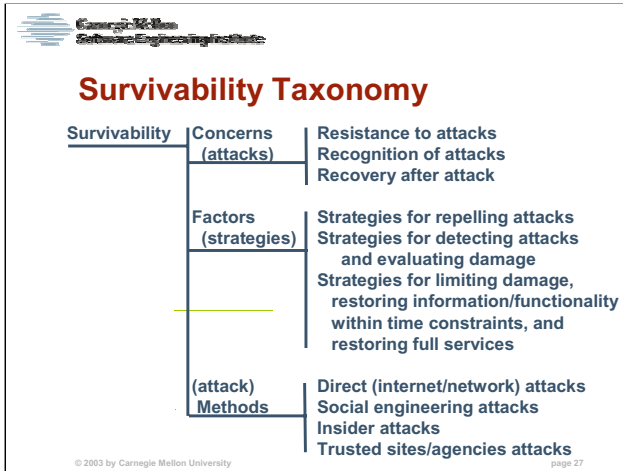 Carnegie Mellon
Software Engineering Institute
Survivability Taxonomy
Survivability
Concerns
(attacks)
Resistance to attacks
Recognition of attacks
Recovery after attack
Factors
(strategies)
Strategies for repelling attacks
Strategies for detecting attacks
and evaluating damage
Strategies for limiting damage,
restoring information/functionality
within time constraints, and
restoring full services
(attack)
Methods
Direct (internet/network) attacks
Social engineering attacks
Insider attacks
Trusted sites/agencies attacks
© 2003 by Carnegie Mellon University
page 27